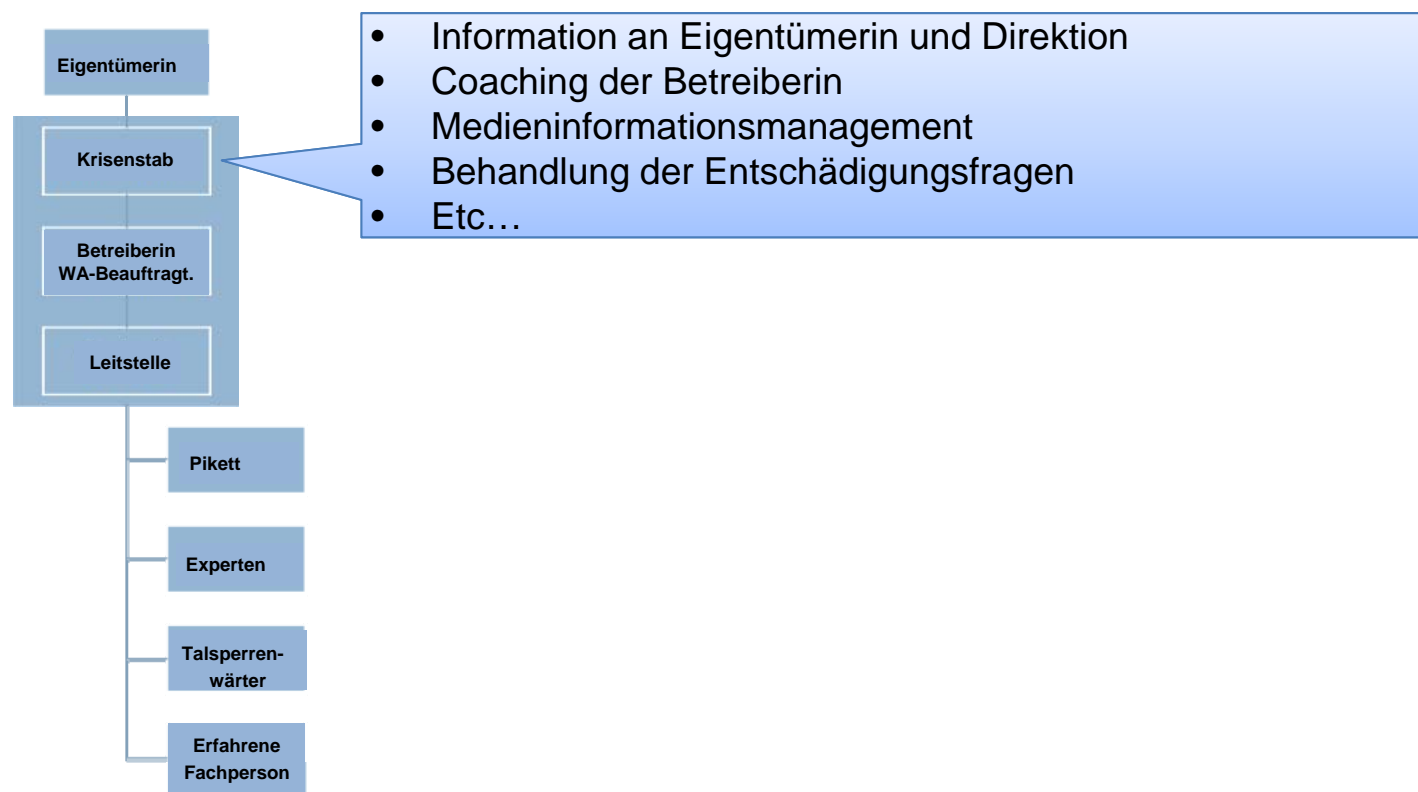 Eigentümerin
Krisenstab
Betreiberin
WA-Beauftragt.
Leitstelle
Pikett
Experten
Talsperren-
wärter
Erfahrene
Fachperson
• Information an Eigentümerin und Direktion
• Coaching der Betreiberin
• Medieninformationsmanagement
• Behandlung der Entschädigungsfragen
• Etc…